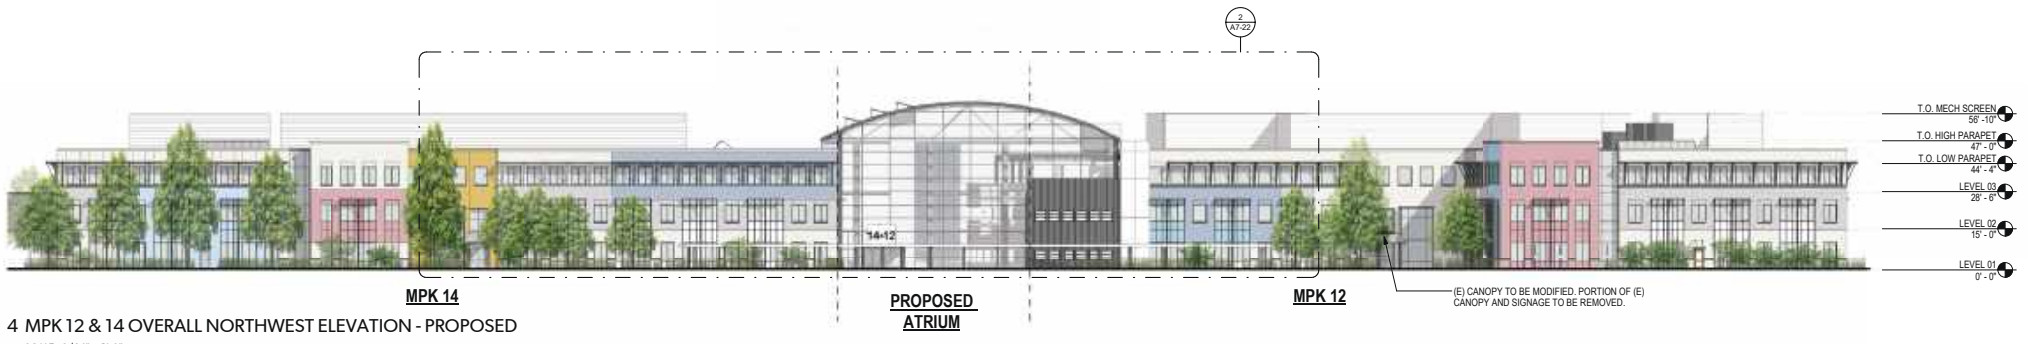 2
A7-22
T.O. MECH SCREEN
56' -10"
T.O. HIGH PARAPET
47' - 0"
T.O. LOW PARAPET
44' - 4"
LEVEL 03
28' - 6"
LEVEL 02
15' - 0"
LEVEL 01
0' - 0"
14•12
MPK 14
PROPOSED
ATRIUM
MPK 12
(E) CANOPY TO BE MODIFIED. PORTION OF (E)
CANOPY AND SIGNAGE TO BE REMOVED.
4 MPK 12 & 14 OVERALL NORTHWEST ELEVATION - PROPOSED